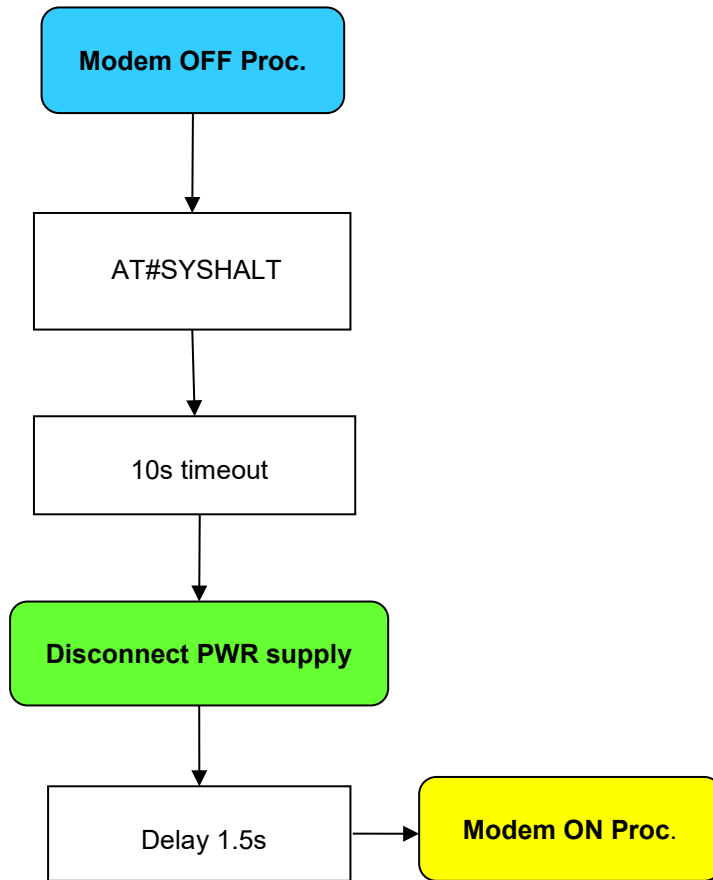 Modem OFF Proc.
AT#SYSHALT
10s timeout
Disconnect PWR supply
Delay 1.5s
Modem ON Proc.